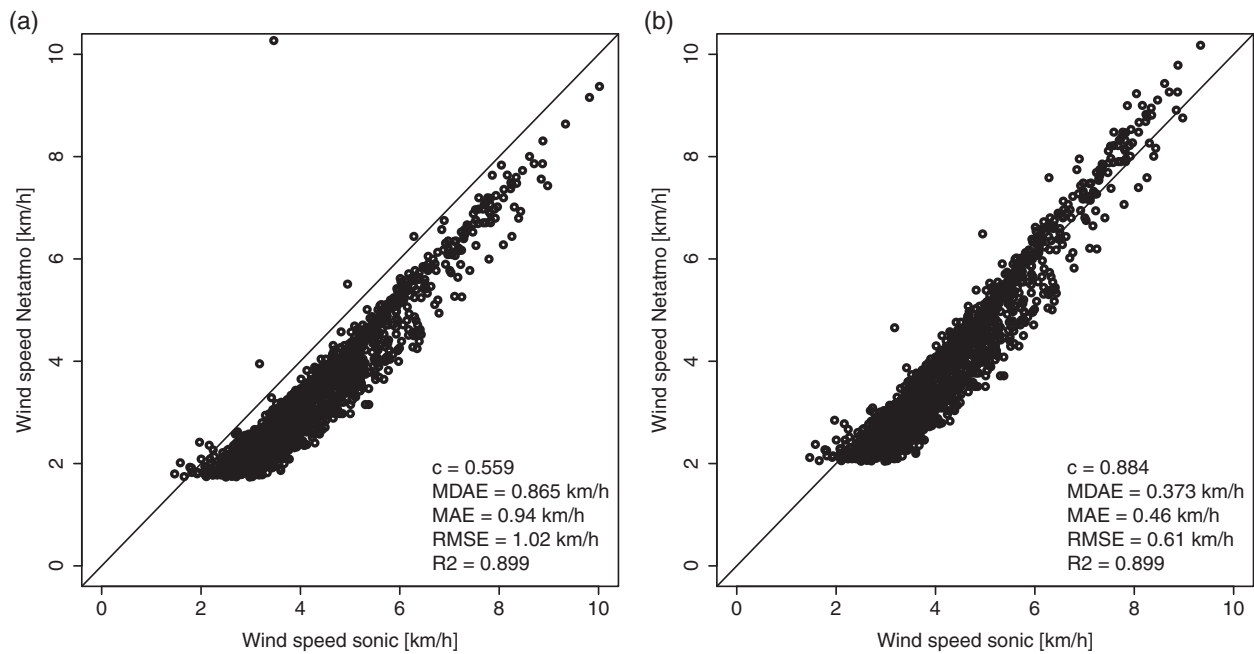 (a)
Wind speed Netatmo [km/h]
10
8
6
4
2
0
c = 0.559
MDAE = 0.865 km/h
MAE = 0.94 km/h
RMSE = 1.02 km/h
R2 = 0.899
0 2 4 6 8 10
Wind speed sonic [km/h]
(b)
Wind speed Netatmo [km/h]
10
8
6
4
2
0
c = 0.884
MDAE = 0.373 km/h
MAE = 0.46 km/h
RMSE = 0.61 km/h
R2 = 0.899
0 2 4 6 8 10
Wind speed sonic [km/h]